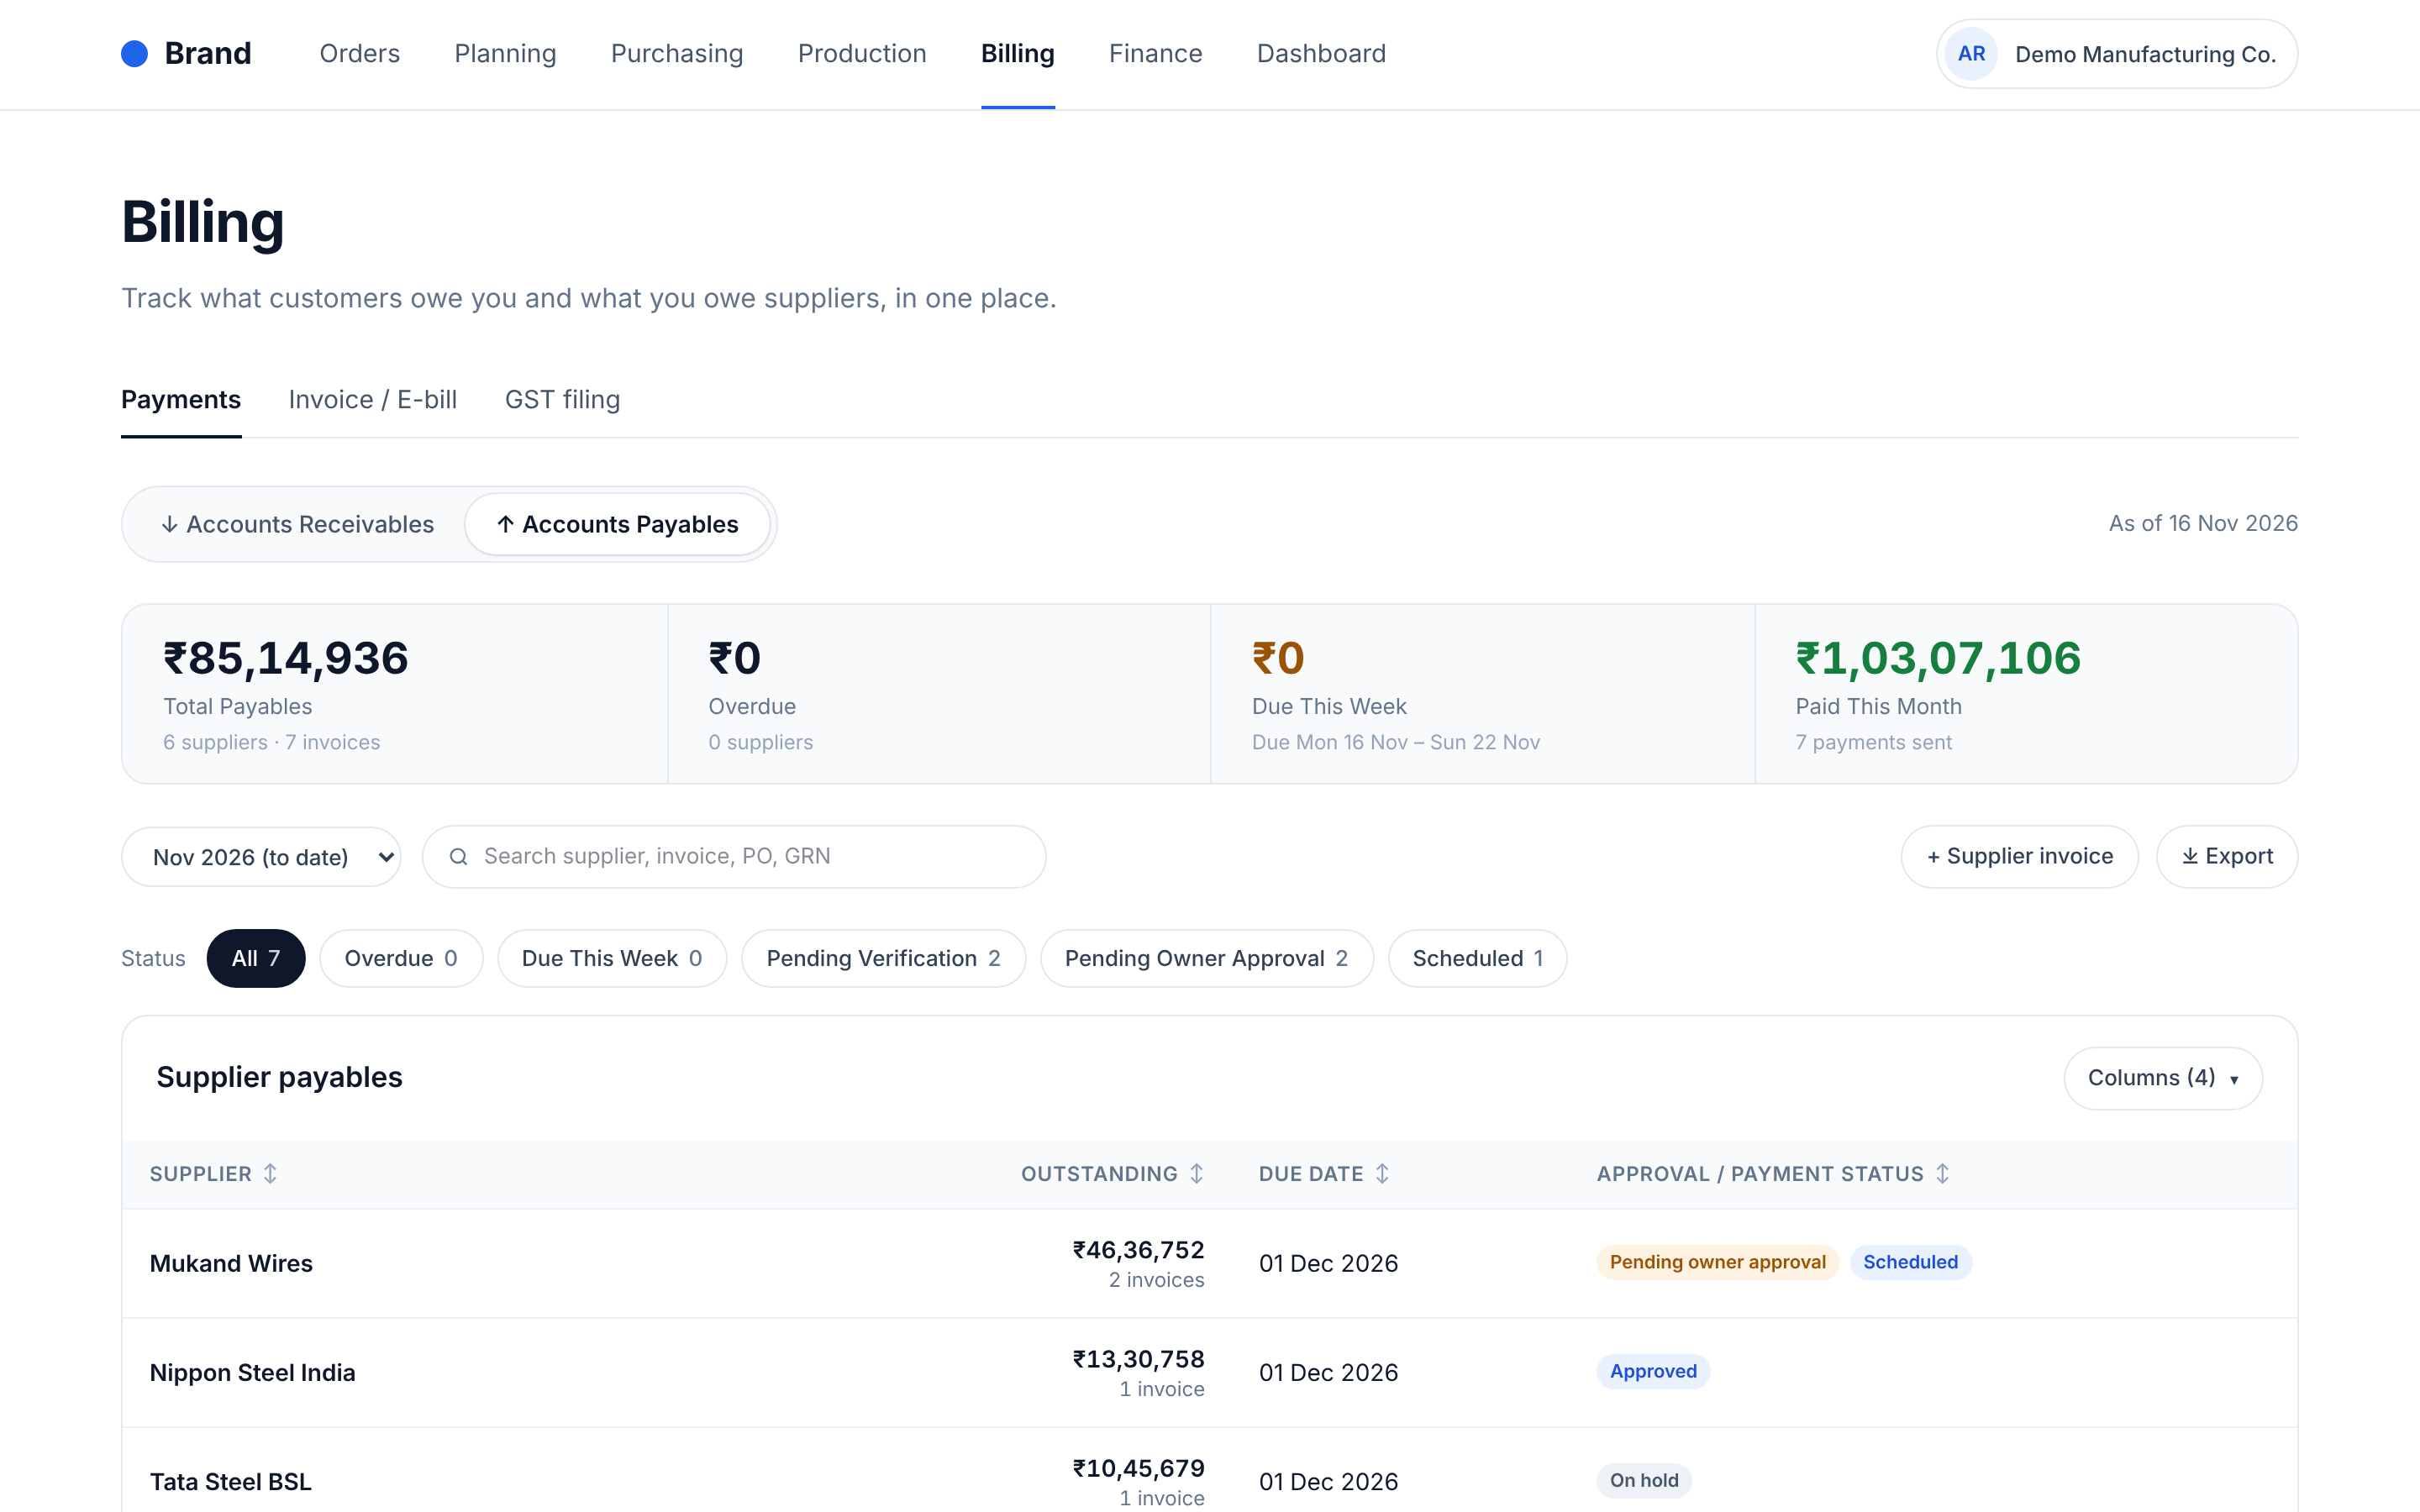 Brand
Orders
Planning
Purchasing
Production
Billing
Finance
Dashboard
AR
Demo Manufacturing Co.
Billing
Track what customers owe you and what you owe suppliers, in one place.
Payments
Invoice / E-bill
GST filing
↓ Accounts Receivables
↑ Accounts Payables
As of 16 Nov 2026
₹85,14,936
Total Payables
6 suppliers · 7 invoices
₹0
Overdue
0 suppliers
₹0
Due This Week
Due Mon 16 Nov – Sun 22 Nov
₹1,03,07,106
Paid This Month
7 payments sent
Nov 2026 (to date)
Search supplier, invoice, PO, GRN
+ Supplier invoice
Export
Status
All 7
Overdue 0
Due This Week 0
Pending Verification 2
Pending Owner Approval 2
Scheduled 1
Supplier payables
Columns (4) ▾
SUPPLIER
OUTSTANDING
DUE DATE
APPROVAL / PAYMENT STATUS
Mukand Wires
₹46,36,752
2 invoices
01 Dec 2026
Pending owner approval
Scheduled
Nippon Steel India
₹13,30,758
1 invoice
01 Dec 2026
Approved
Tata Steel BSL
₹10,45,679
1 invoice
01 Dec 2026
On hold